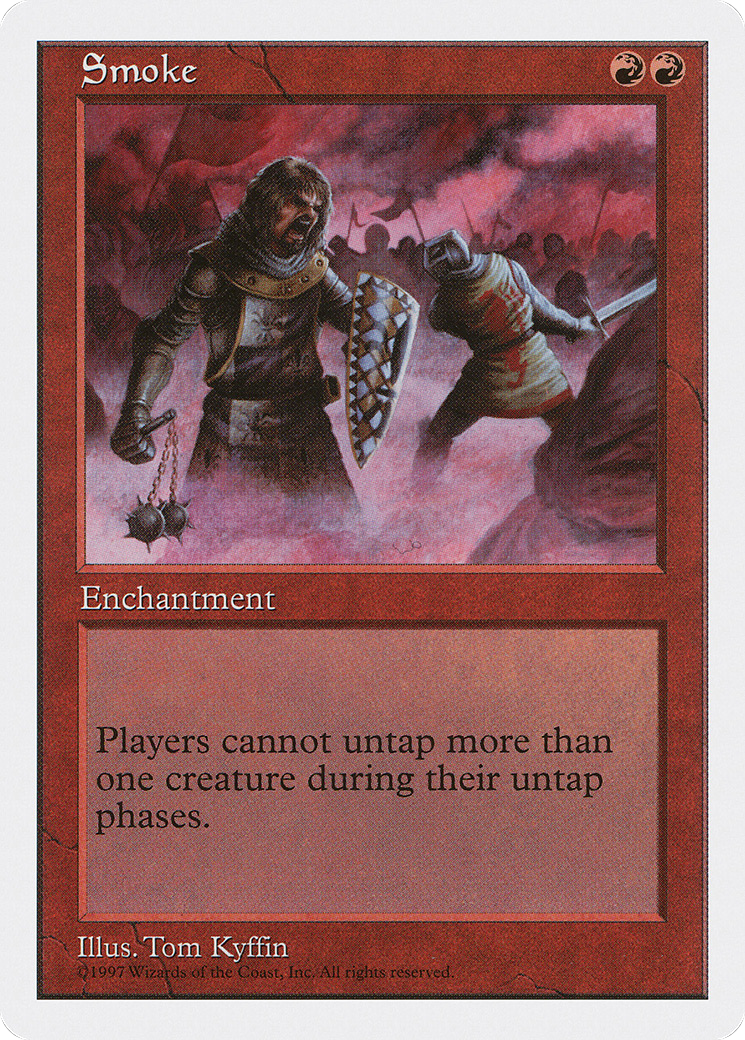 Smoke
Enchantment
Players cannot untap more than
one creature during their untap
phases.
Illus. Tom Kyffin
©1997 Wizards of the Coast, Inc. All rights reserved.